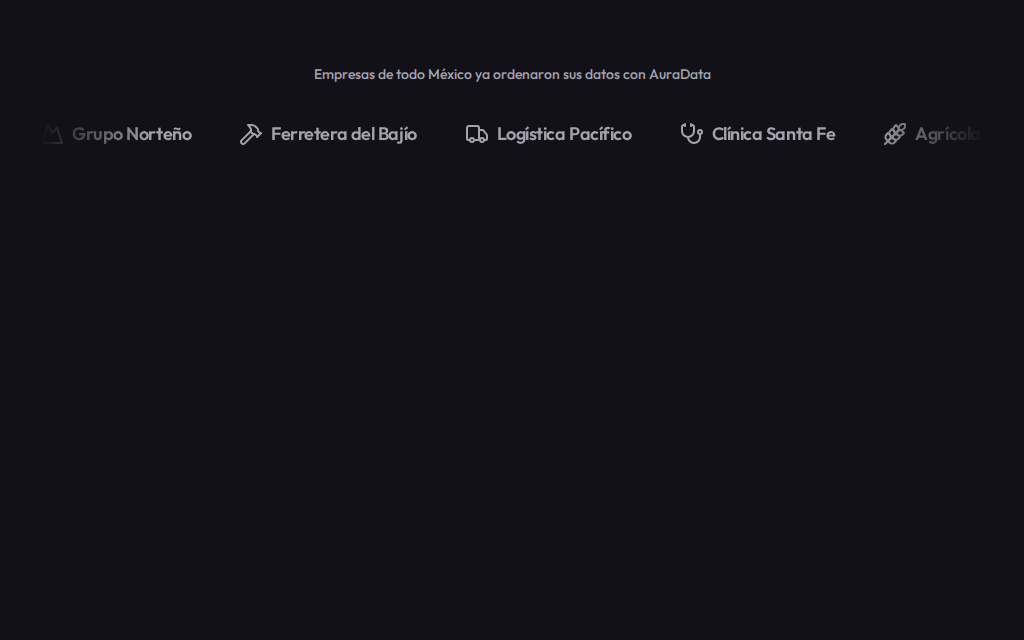 Empresas de todo México ya ordenaron sus datos con AuraData
Grupo Norteño
Ferretera del Bajío
Logística Pacífico
Clínica Santa Fe
Agrícola